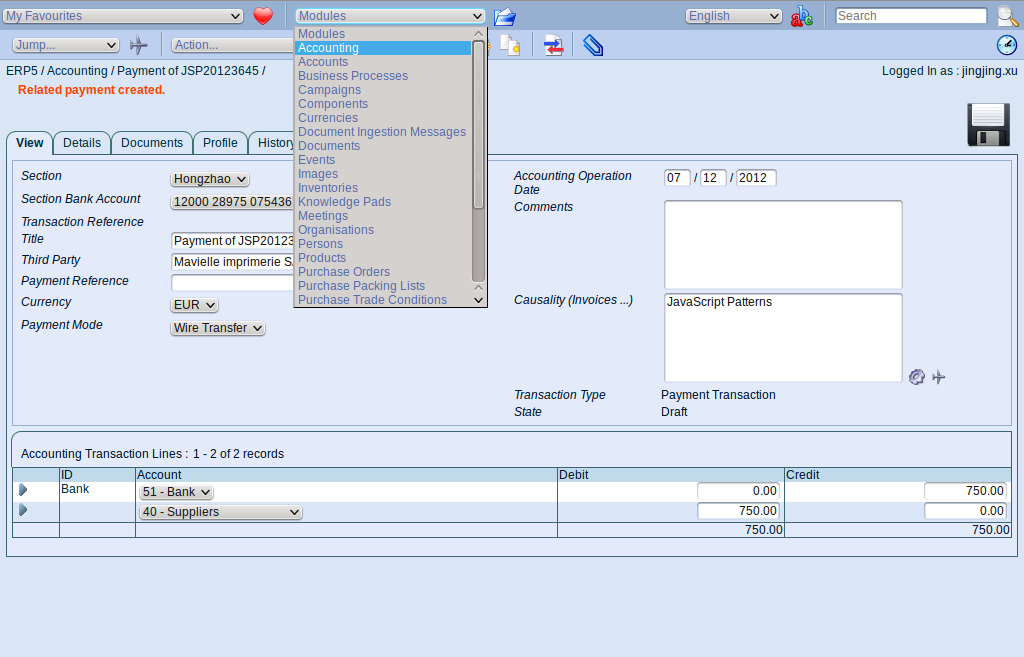 My Favourites
Modules
English
Search
Jump...
Action...
Modules
Accounting
Accounts
Business Processes
Campaigns
Components
Currencies
Document Ingestion Messages
Documents
Events
Images
Inventories
Knowledge Pads
Meetings
Organisations
Persons
Products
Purchase Orders
Purchase Packing Lists
Purchase Trade Conditions
ERP5 / Accounting / Payment of JSP20123645 /
Logged In as : jingjing.xu
Related payment created.
View
Details
Documents
Profile
History
Section
Hongzhao
Section Bank Account
12000 28975 075436
Transaction Reference
Title
Payment of JSP20123
Third Party
Mavielle imprimerie S
Payment Reference
Currency
EUR
Payment Mode
Wire Transfer
Accounting Operation
Date
07 / 12 / 2012
Comments
Causality (Invoices ...)
JavaScript Patterns
Transaction Type
Payment Transaction
State
Draft
Accounting Transaction Lines : 1 - 2 of 2 records
ID Account Debit Credit
Bank 51 - Bank 0.00 750.00
40 - Suppliers 750.00 0.00
750.00 750.00